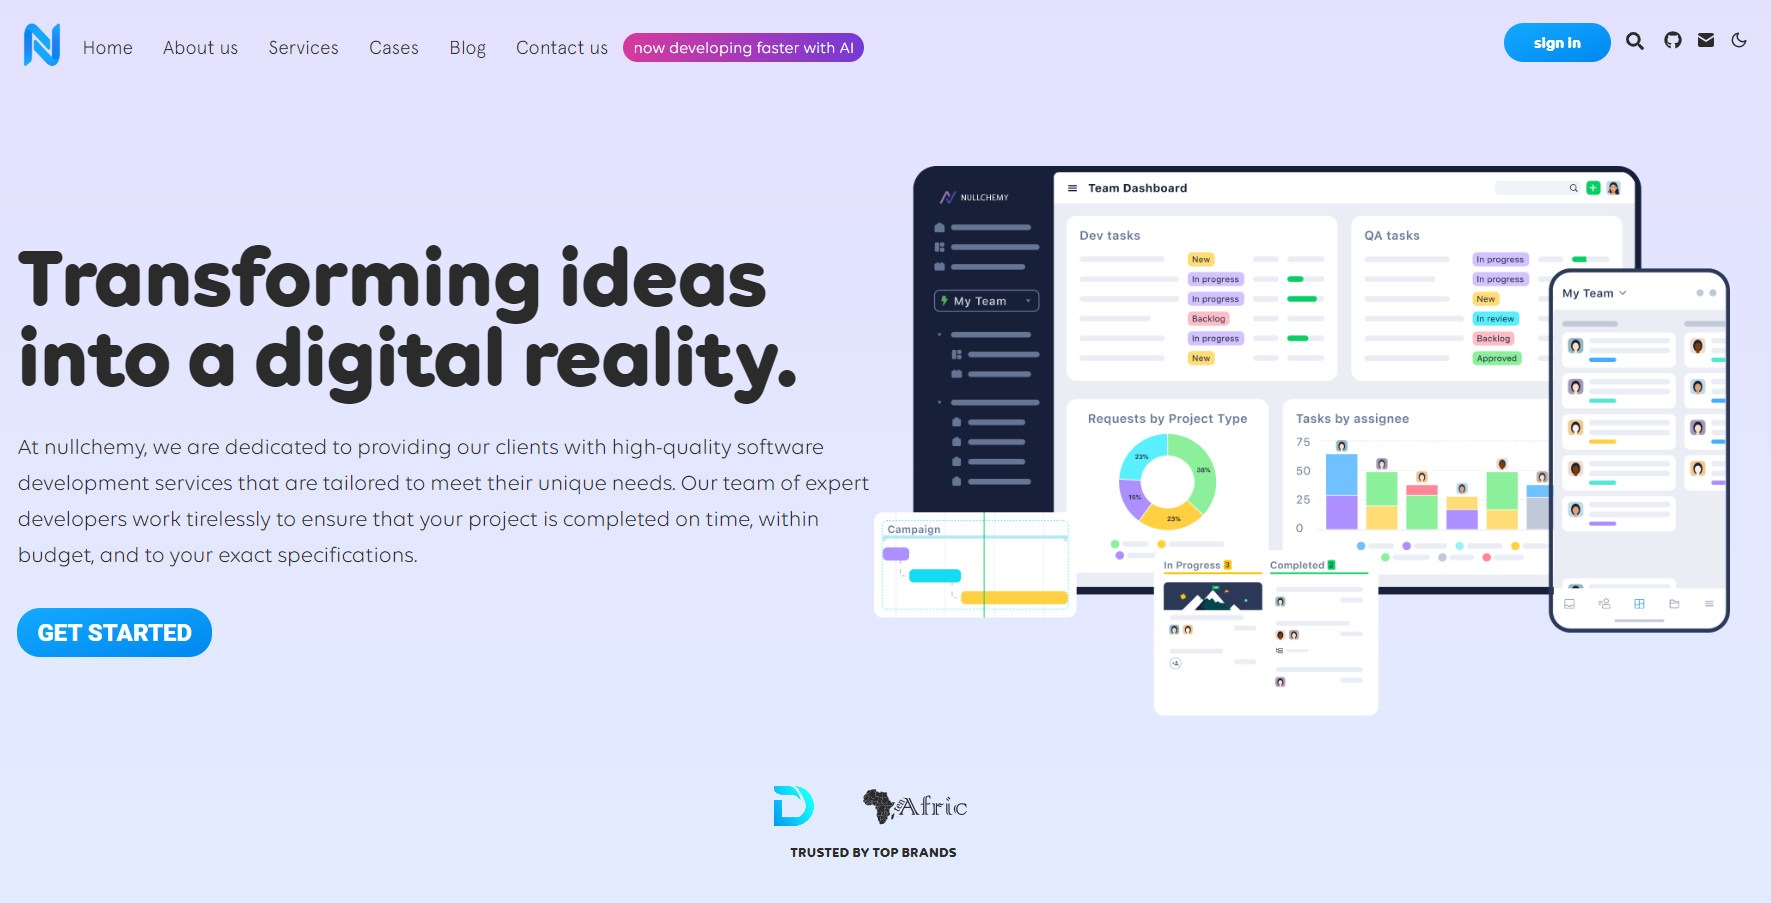 Home About us Services Cases Blog Contact us now developing faster with AI sign in
Transforming ideas
into a digital reality.
At nullchemy, we are dedicated to providing our clients with high-quality software
development services that are tailored to meet their unique needs. Our team of expert
developers work tirelessly to ensure that your project is completed on time, within
budget, and to your exact specifications.
GET STARTED
NULLCHEMY
My Team
Team Dashboard
Dev tasks
New
In progress
In progress
Backlog
In progress
New
QA tasks
In progress
In progress
New
In review
Backlog
Approved
Requests by Project Type
23%
38%
15%
23%
Tasks by assignee
75
50
25
0
My Team
Campaign
In Progress 3
Completed 2
Afric
TRUSTED BY TOP BRANDS